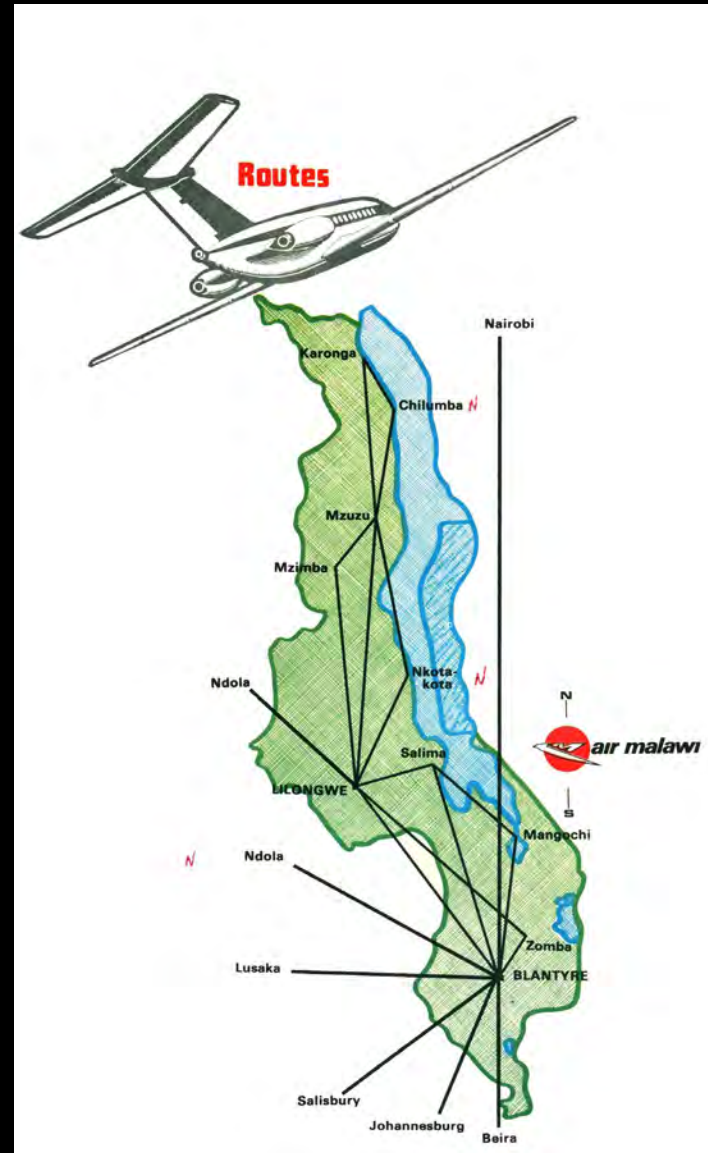 Routes
Nairobi
Karonga
Chilumba N
Mzuzu
Mzimba
Nkota-
kota N
Ndola
N
air malawi
S
Salima
LILONGWE
Mangochi
N
Ndola
Zomba
Lusaka
BLANTYRE
Salisbury
Johannesburg
Beira